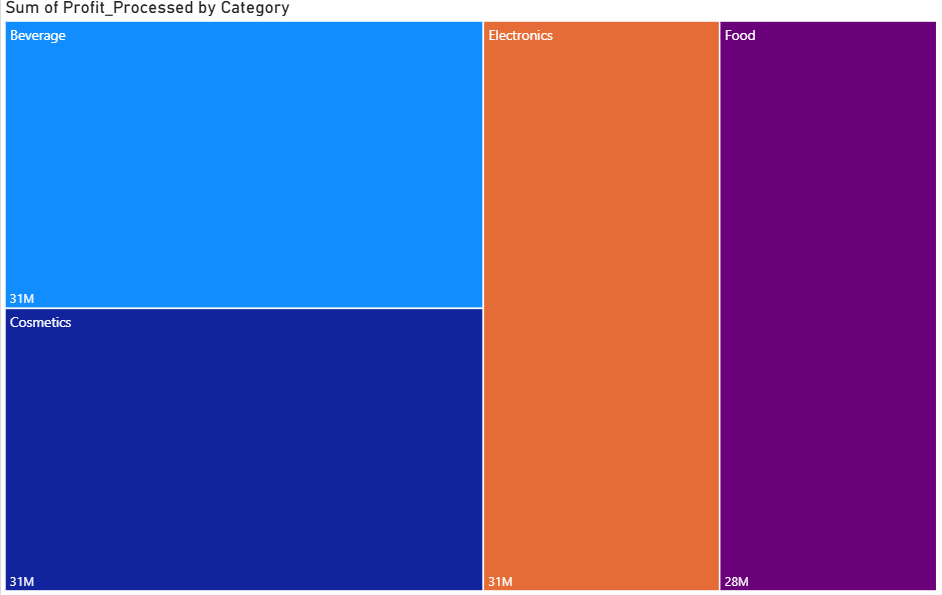 Sum of Profit_Processed by Category
Beverage
31M
Cosmetics
31M
Electronics
31M
Food
28M